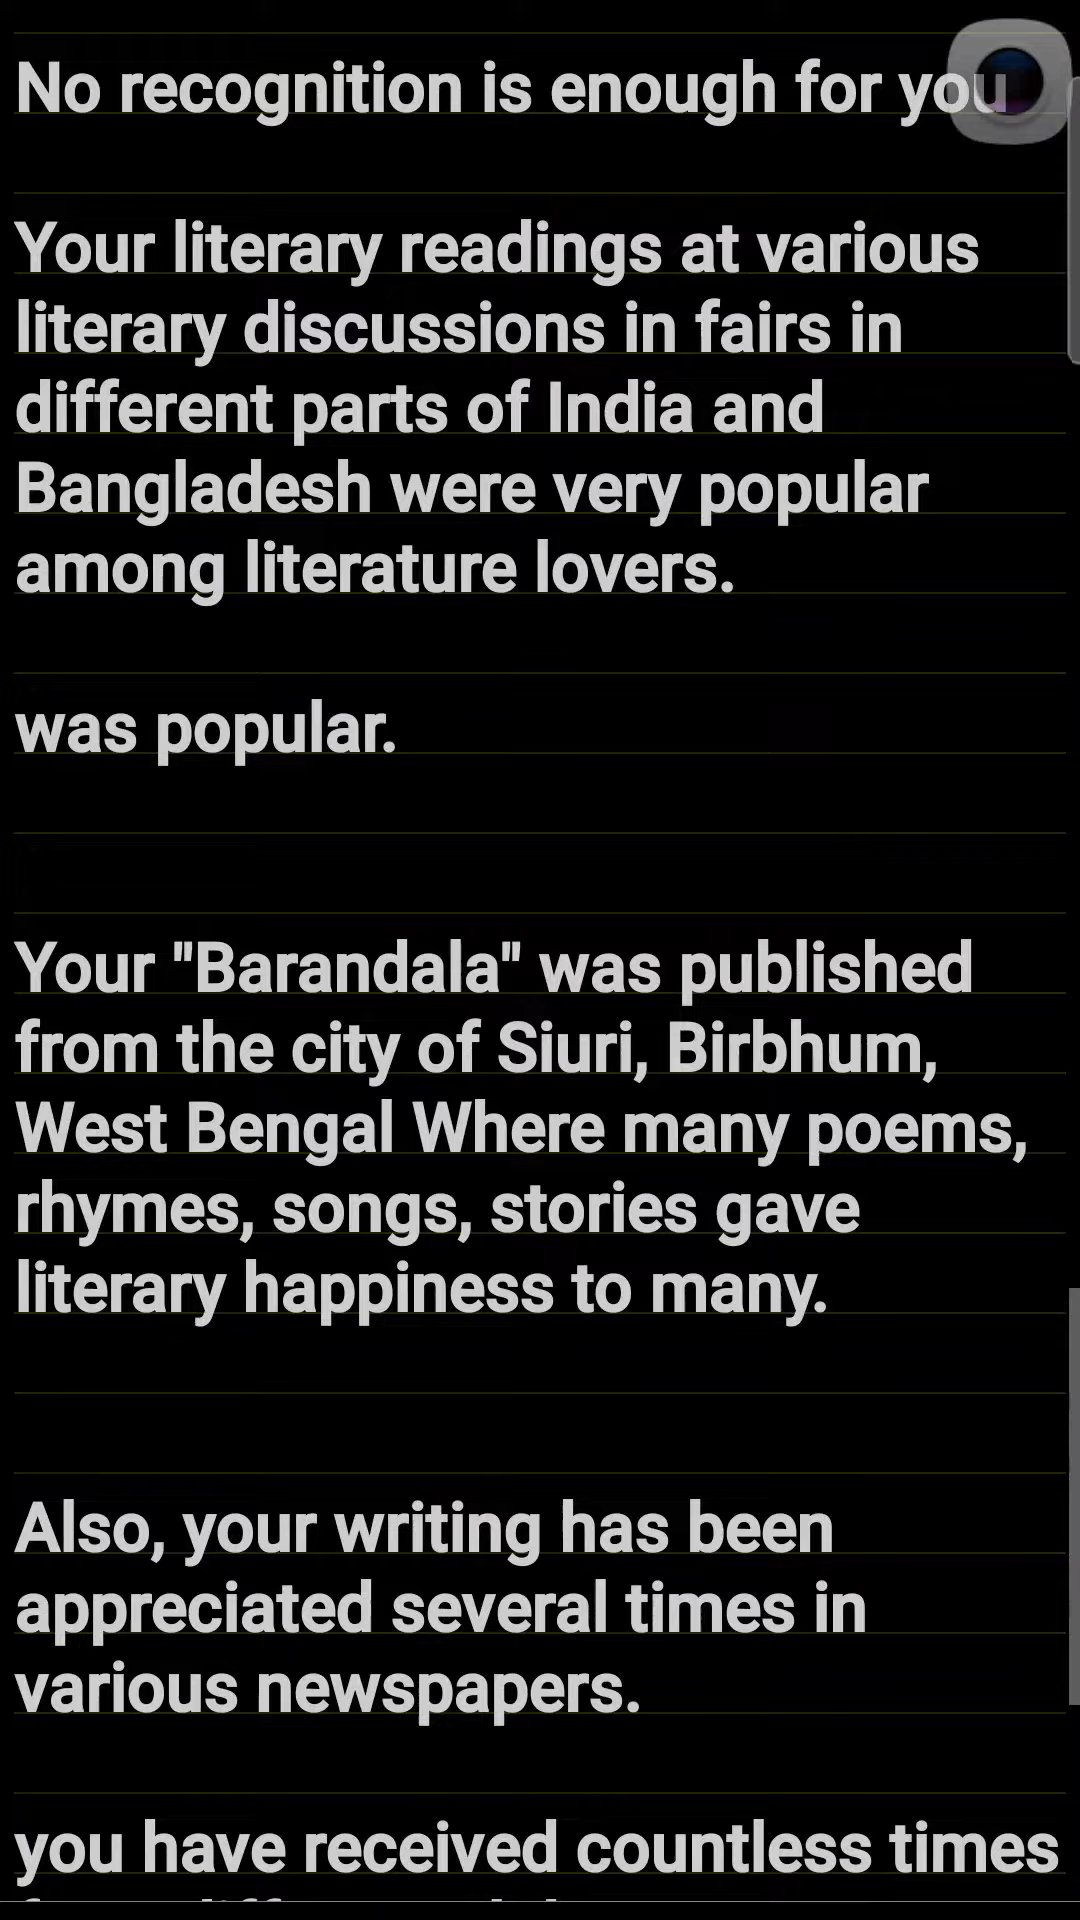 No recognition is enough for you
Your literary readings at various
literary discussions in fairs in
different parts of India and
Bangladesh were very popular
among literature lovers.
was popular.
Your "Barandala" was published
from the city of Siuri, Birbhum,
West Bengal Where many poems,
rhymes, songs, stories gave
literary happiness to many.
Also, your writing has been
appreciated several times in
various newspapers.
you have received countless times